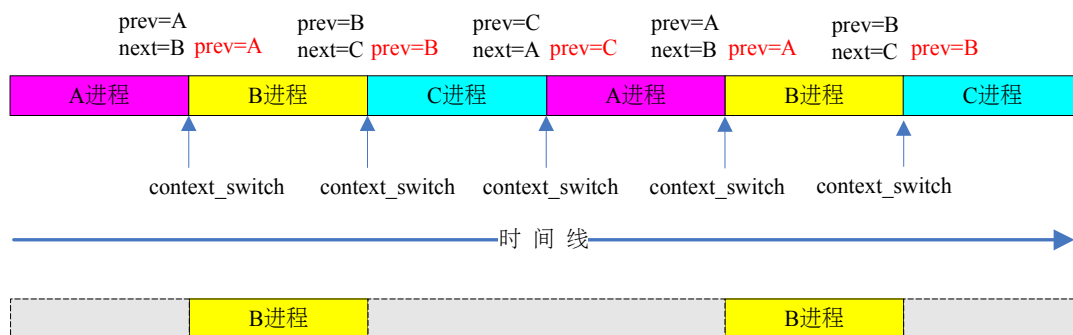 prev=A
next=B prev=A
prev=B
next=C prev=B
prev=C
next=A prev=C
prev=A
next=B prev=A
prev=B
next=C prev=B
A进程 B进程 C进程 A进程 B进程 C进程
context_switch context_switch context_switch context_switch context_switch
时 间 线
B进程 B进程